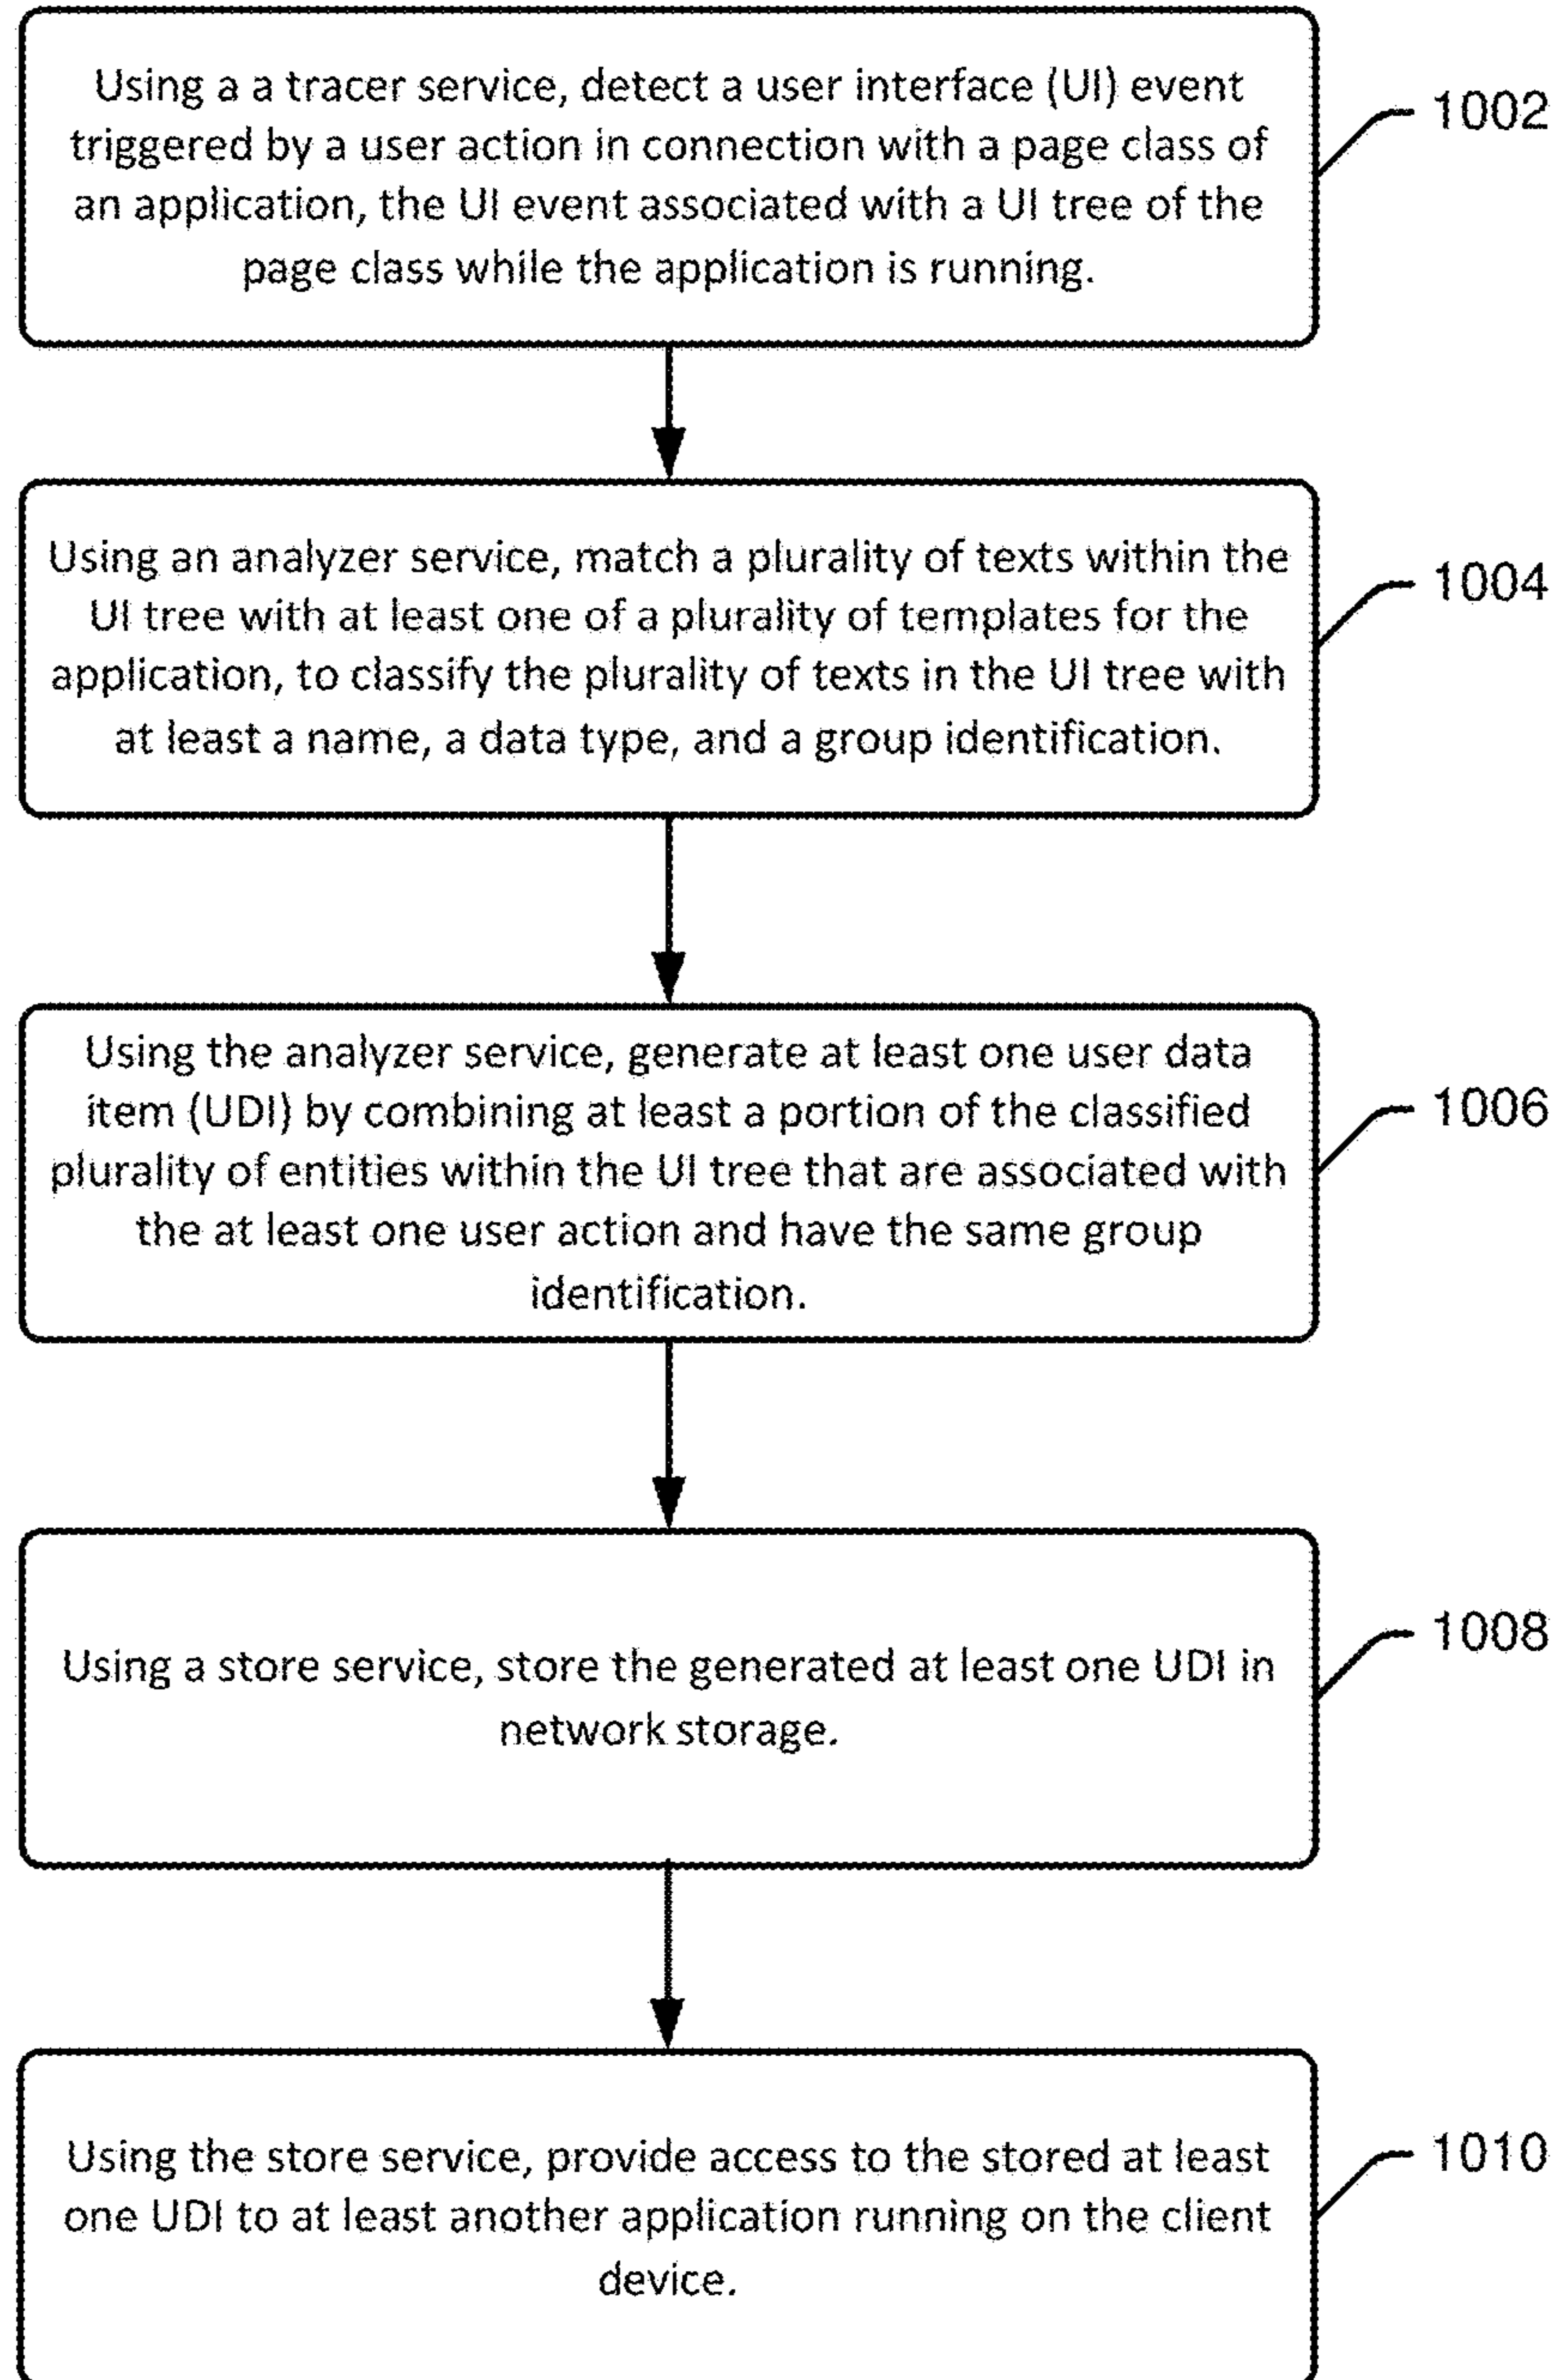 Using a a tracer service, detect a user interface (UI) event
triggered by a user action in connection with a page class of
an application, the UI event associated with a UI tree of the
page class while the application is running.
1002
Using an analyzer service, match a plurality of texts within the
UI tree with at least one of a plurality of templates for the
application, to classify the plurality of texts in the UI tree with
at least a name, a data type, and a group identification.
1004
Using the analyzer service, generate at least one user data
item (UDI) by combining at least a portion of the classified
plurality of entities within the UI tree that are associated with
the at least one user action and have the same group
identification.
1006
Using a store service, store the generated at least one UDI in
network storage.
1008
Using the store service, provide access to the stored at least
one UDI to at least another application running on the client
device.
1010